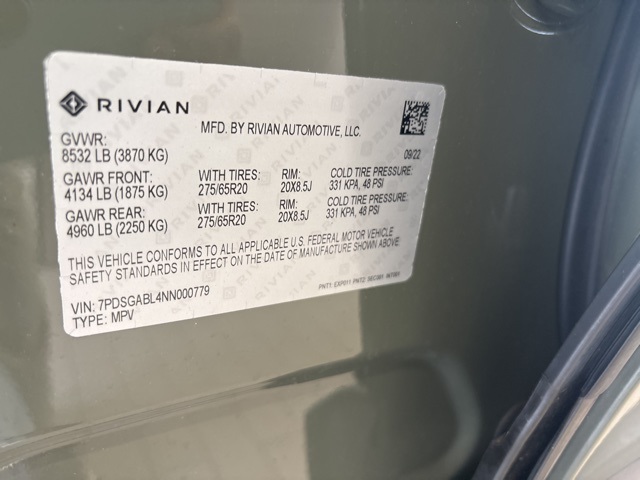 RIVIAN
MFD. BY RIVIAN AUTOMOTIVE, LLC.
09/22
GVWR:
8532 LB (3870 KG)
GAWR FRONT: WITH TIRES: RIM: COLD TIRE PRESSURE:
4134 LB (1875 KG) 275/65R20 20X8.5J 331 KPA, 48 PSI
GAWR REAR: WITH TIRES: RIM: COLD TIRE PRESSURE:
4960 LB (2250 KG) 275/65R20 20X8.5J 331 KPA, 48 PSI
THIS VEHICLE CONFORMS TO ALL APPLICABLE U.S. FEDERAL MOTOR VEHICLE
SAFETY STANDARDS IN EFFECT ON THE DATE OF MANUFACTURE SHOWN ABOVE.
PNT1: EXP011 PNT2:
VIN: 7PDSGABL4NN000779
TYPE: MPV